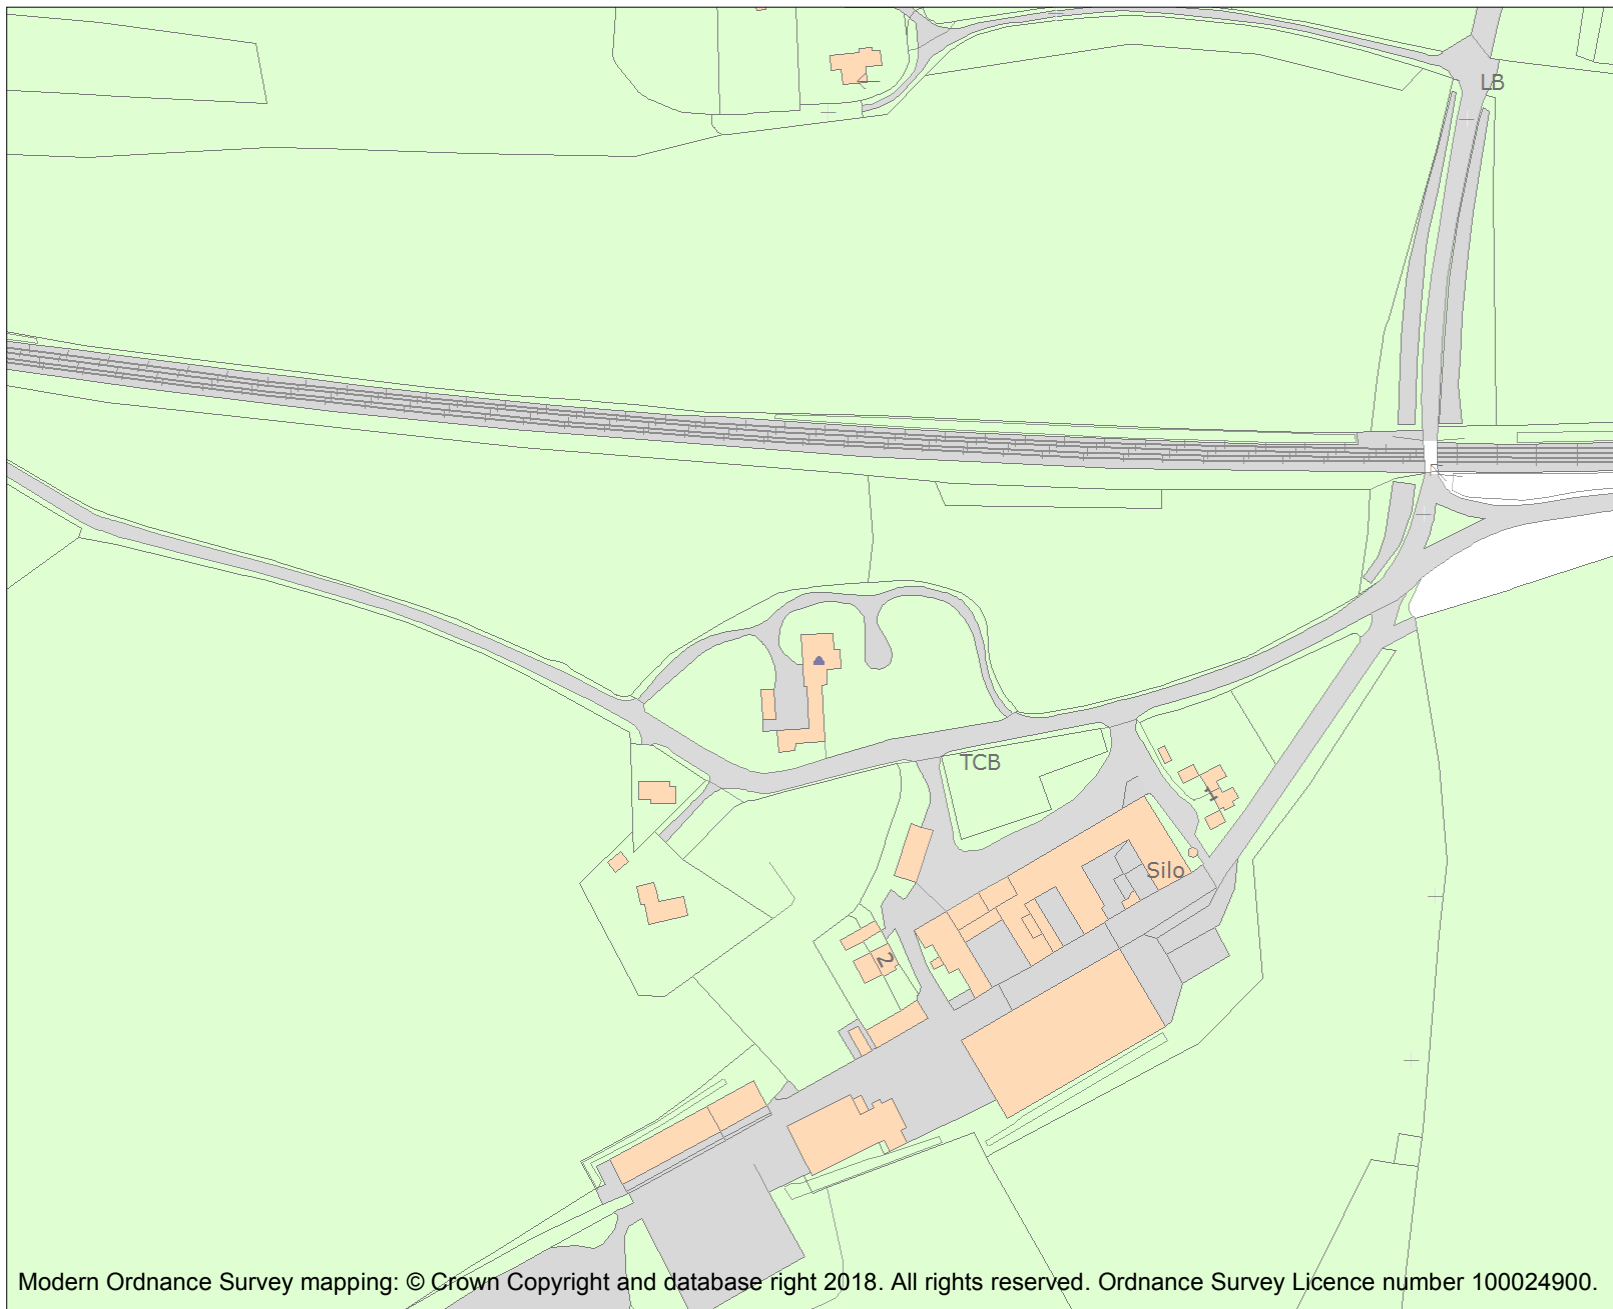 LB
TCB
Silo
2
Modern Ordnance Survey mapping: © Crown Copyright and database right 2018. All rights reserved. Ordnance Survey Licence number 100024900.